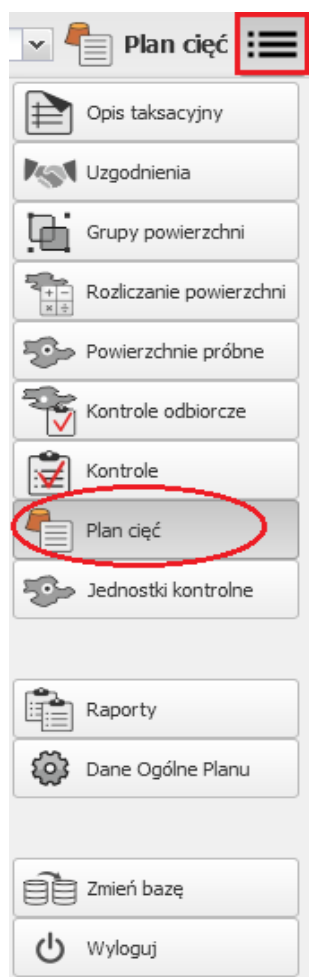 Plan cięć
Opis taksacyjny
Uzgodnienia
Grupy powierzchni
Rozliczanie powierzchni
Powierzchnie próbne
Kontrole odbiorcze
Kontrole
Plan cięć
Jednostki kontrolne
Raporty
Dane Ogólne Planu
Zmień bazę
Wyloguj